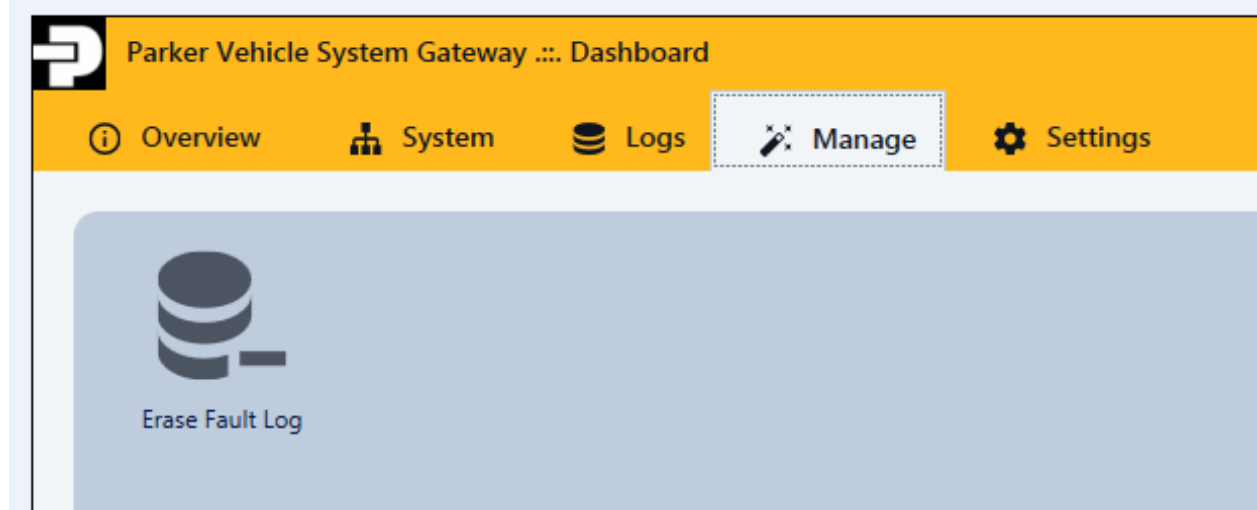 Parker Vehicle System Gateway .::. Dashboard
Overview System Logs Manage Settings
Erase Fault Log